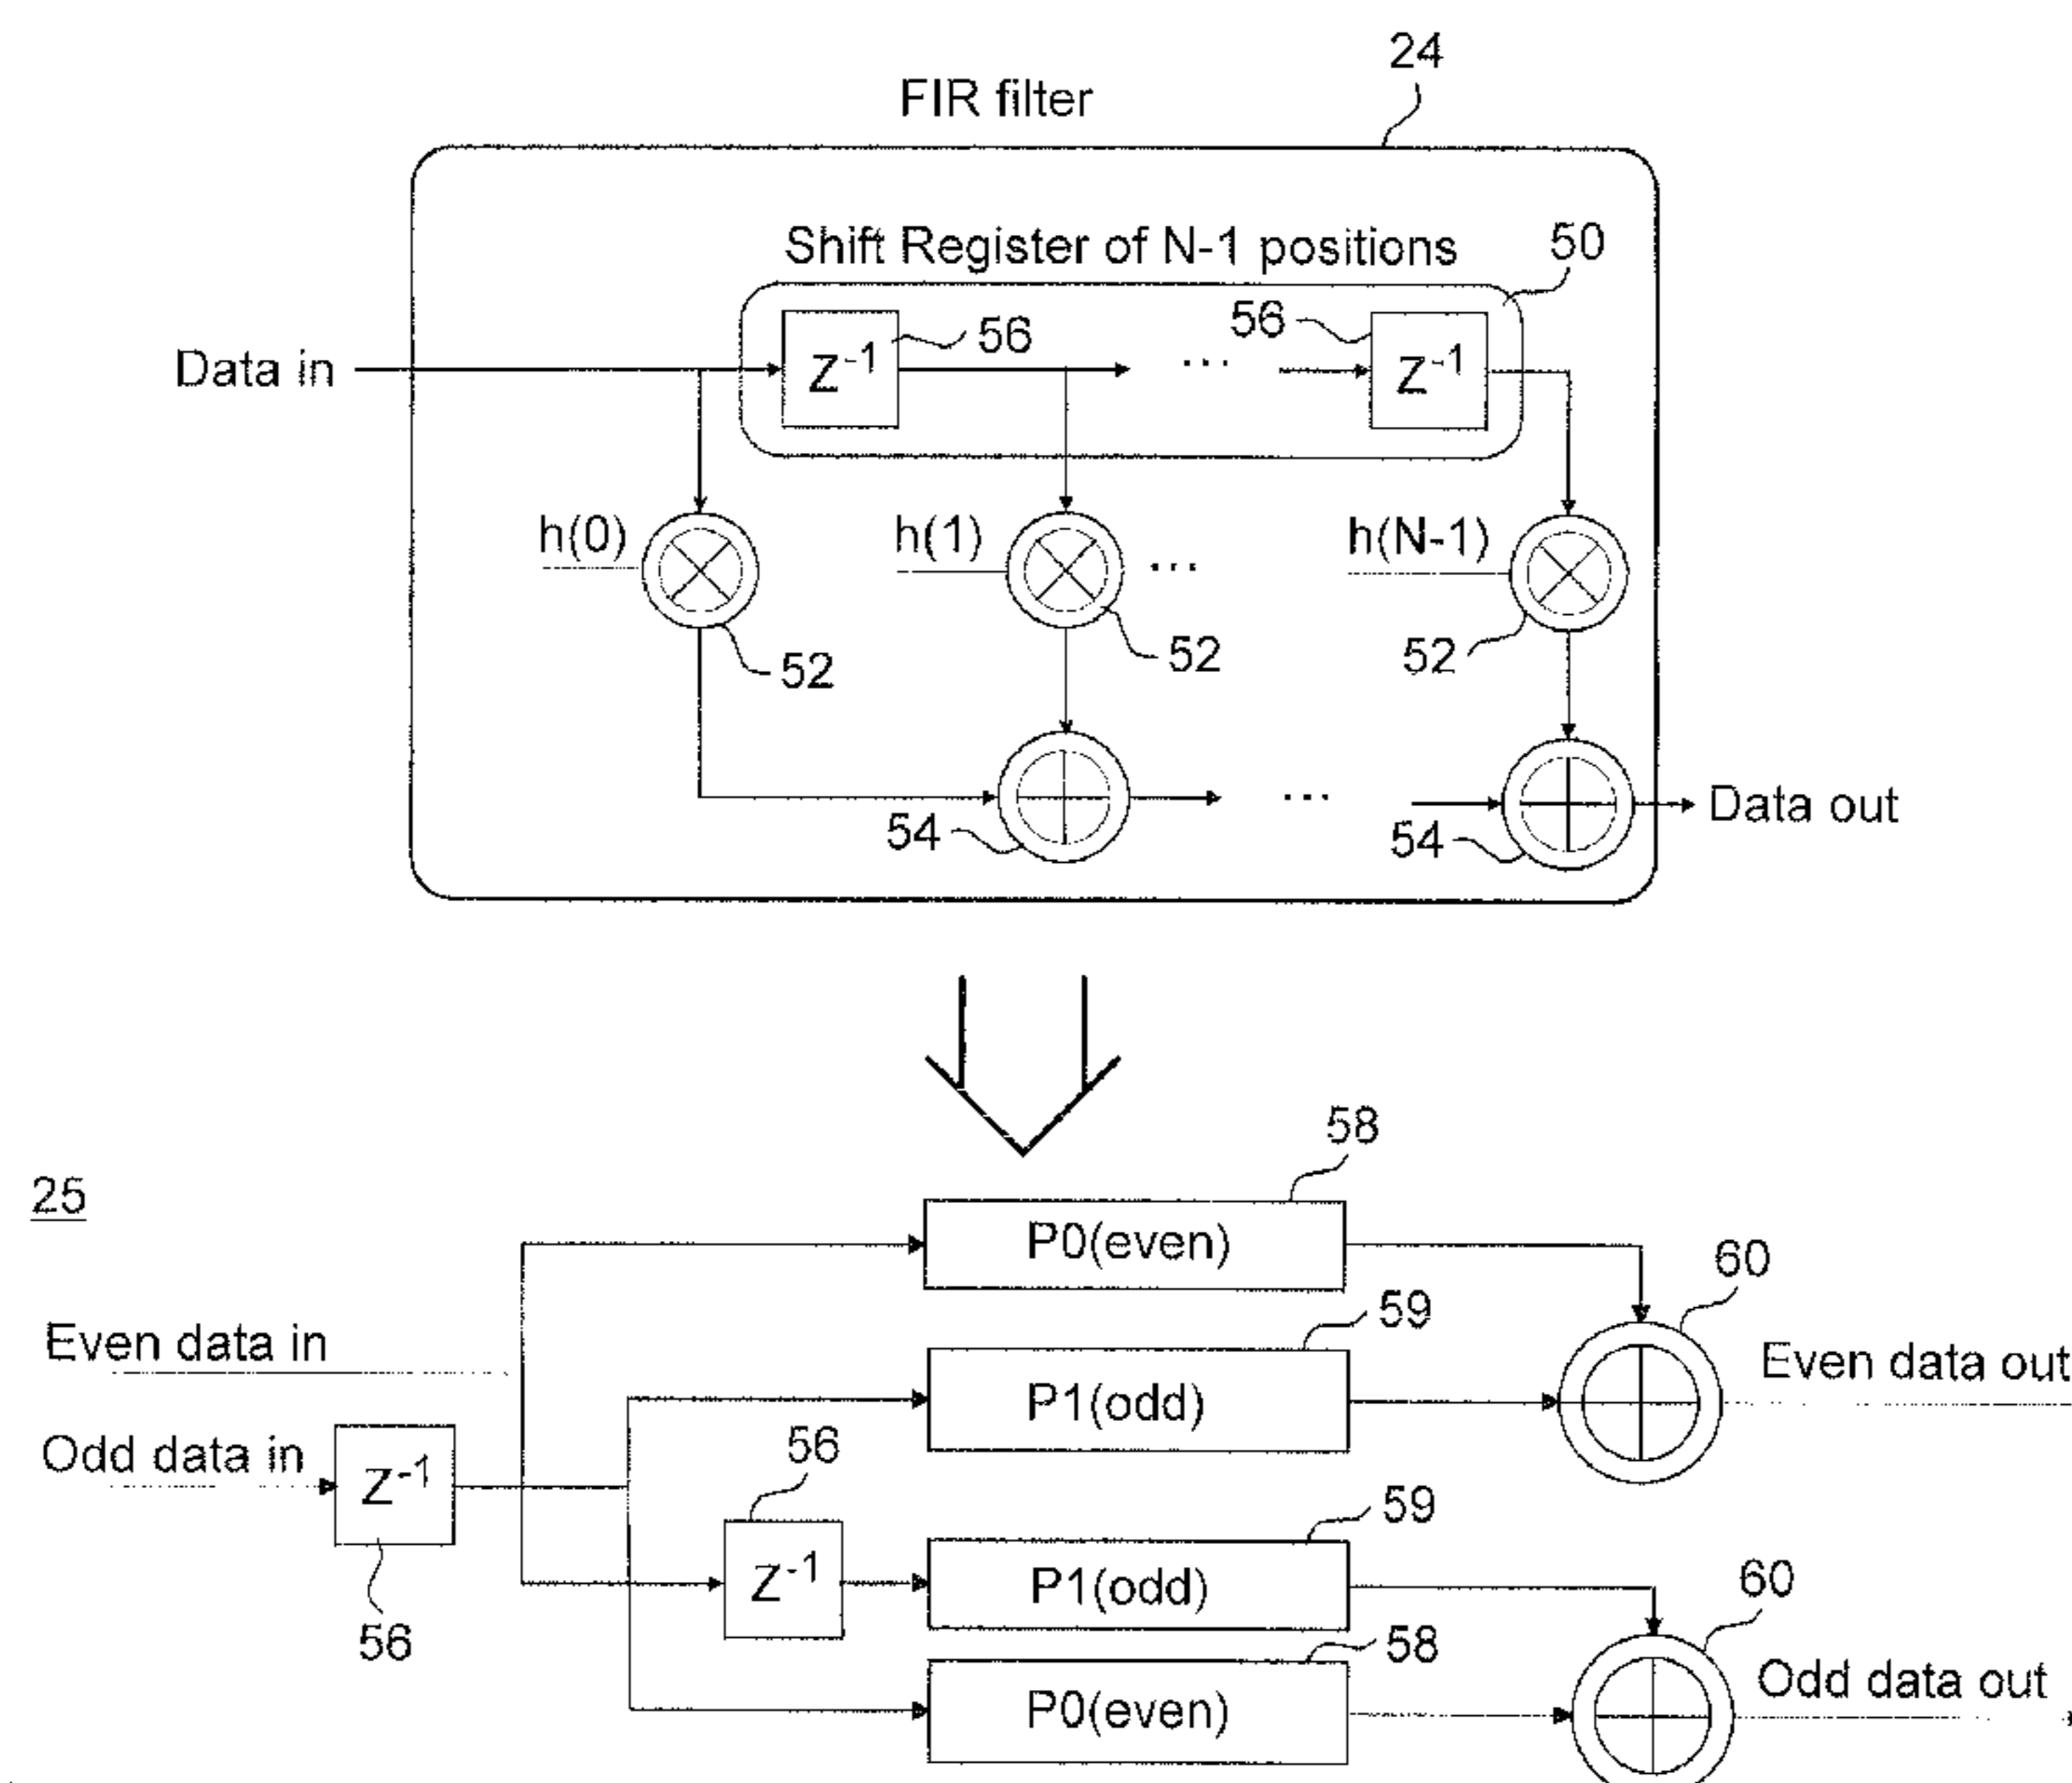 24
FIR filter
Shift Register of N-1 positions
50
56
56
Data in
Z-1
...
Z-1
h(0)
h(1)
...
h(N-1)
52
52
52
54
...
54
Data out
58
25
P0(even)
60
59
Even data in
P1(odd)
Even data out
Odd data in
Z-1
56
59
56
Z-1
P1(odd)
60
58
P0(even)
Odd data out